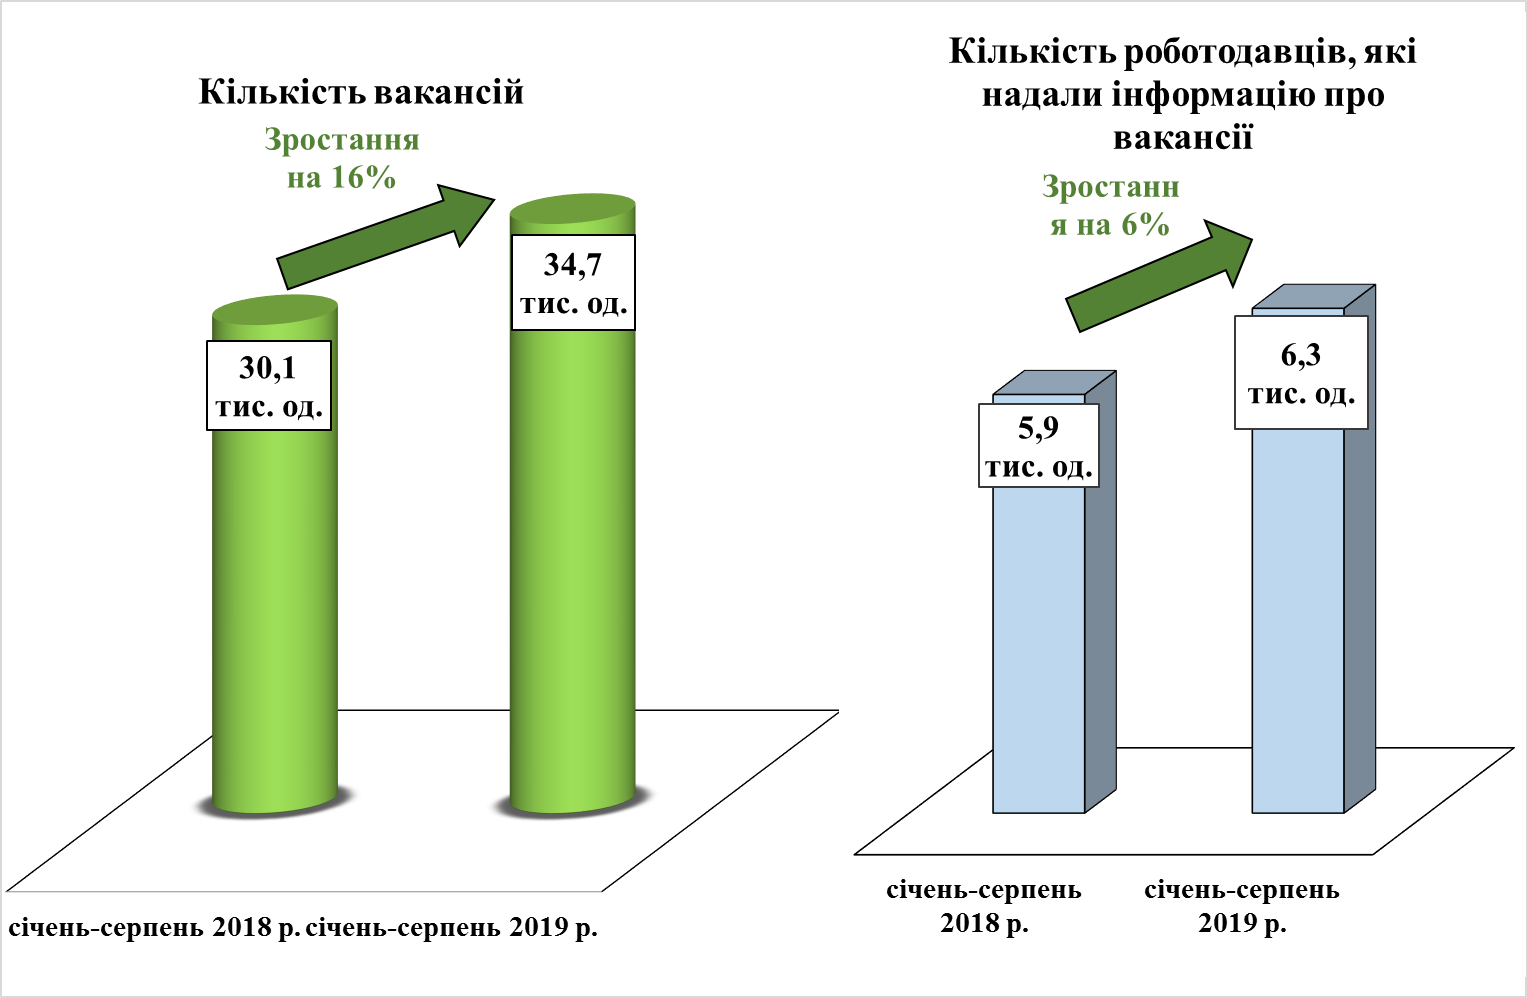 Кількість вакансій
Зростання
на 16%
30,1
тис. од.
34,7
тис. од.
січень-серпень 2018 р.
січень-серпень 2019 р.
Кількість роботодавців, які
надали інформацію про
вакансії
Зростанн
я на 6%
5,9
тис. од.
6,3
тис. од.
січень-серпень
2018 р.
січень-серпень
2019 р.